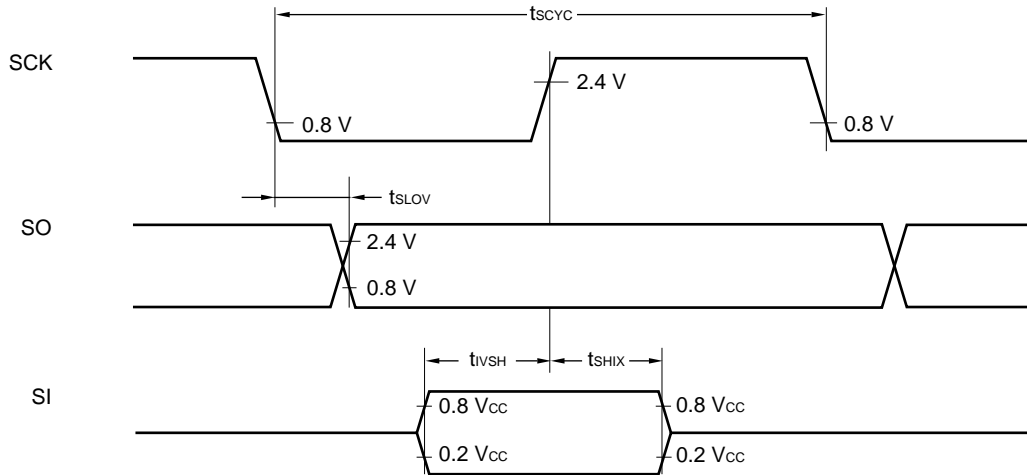 tSCYC
SCK
2.4 V
0.8 V
0.8 V
tSLOV
SO
2.4 V
0.8 V
tIVSH
tSHIX
SI
0.8 VCC
0.8 VCC
0.2 VCC
0.2 VCC